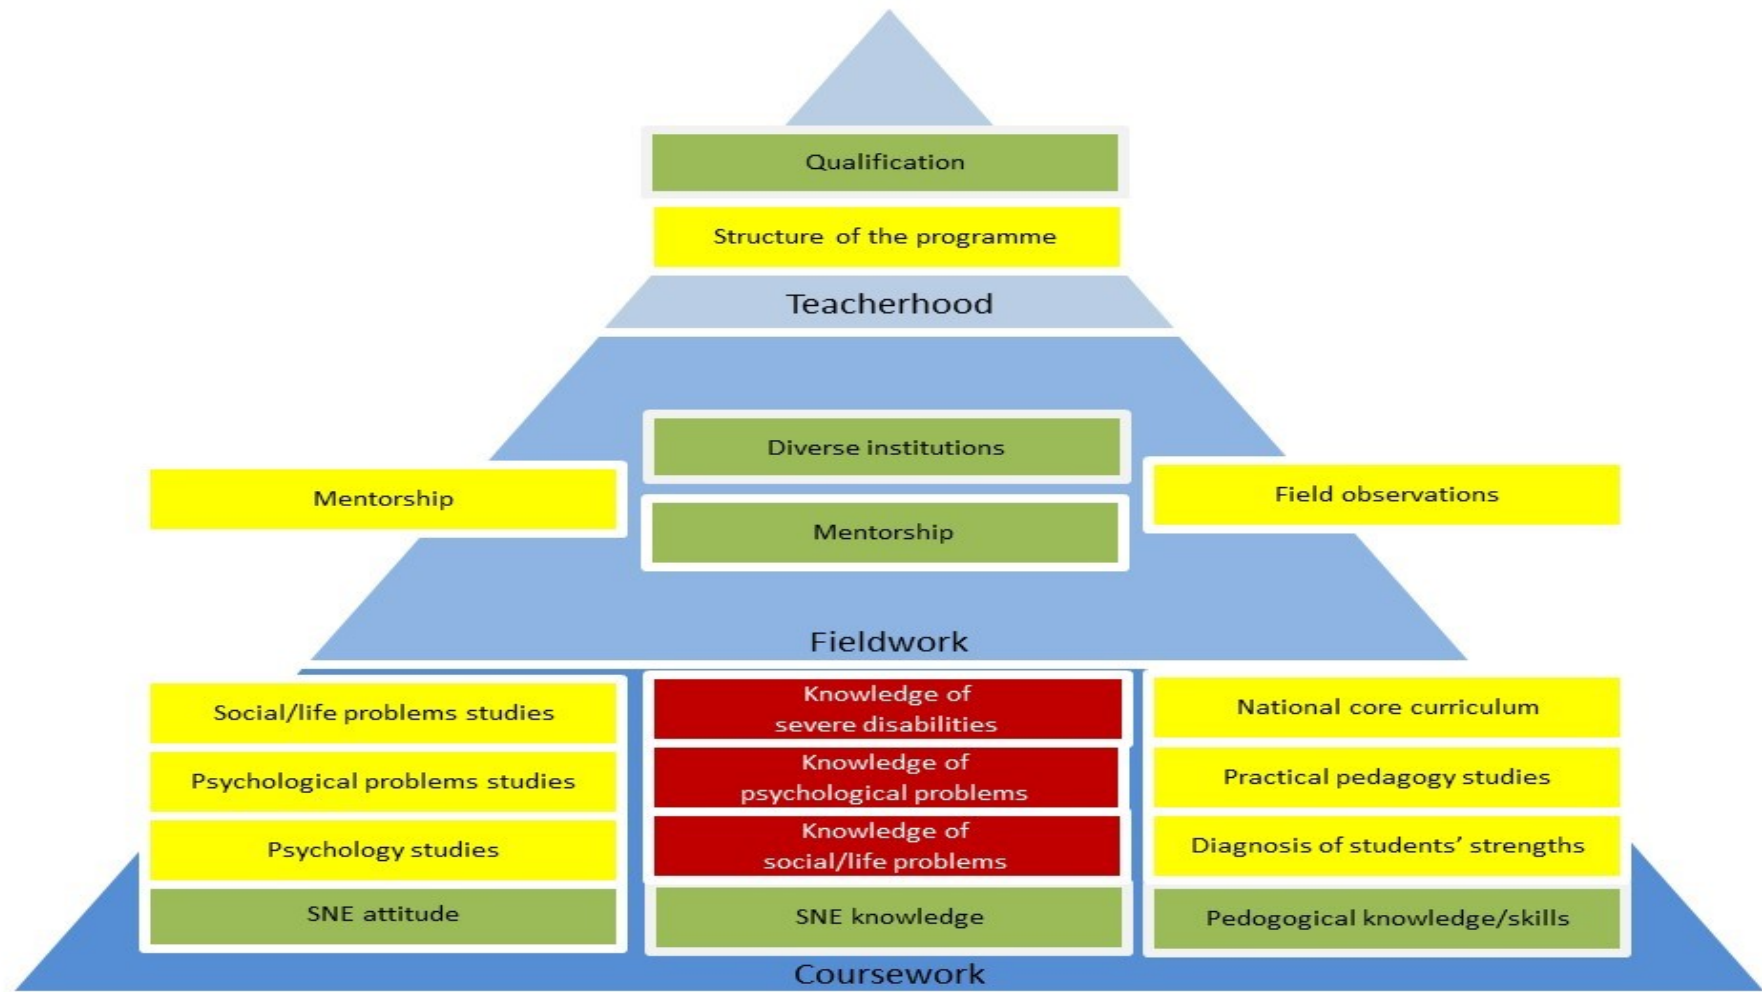 Qualification
Structure of the programme
Teacherhood
Diverse institutions
Mentorship
Field observations
Mentorship
Fieldwork
Social/life problems studies
Knowledge of
severe disabilities
National core curriculum
Psychological problems studies
Knowledge of
psychological problems
Practical pedagogy studies
Psychology studies
Knowledge of
social/life problems
Diagnosis of students’ strengths
SNE attitude
SNE knowledge
Pedogogical knowledge/skills
Coursework